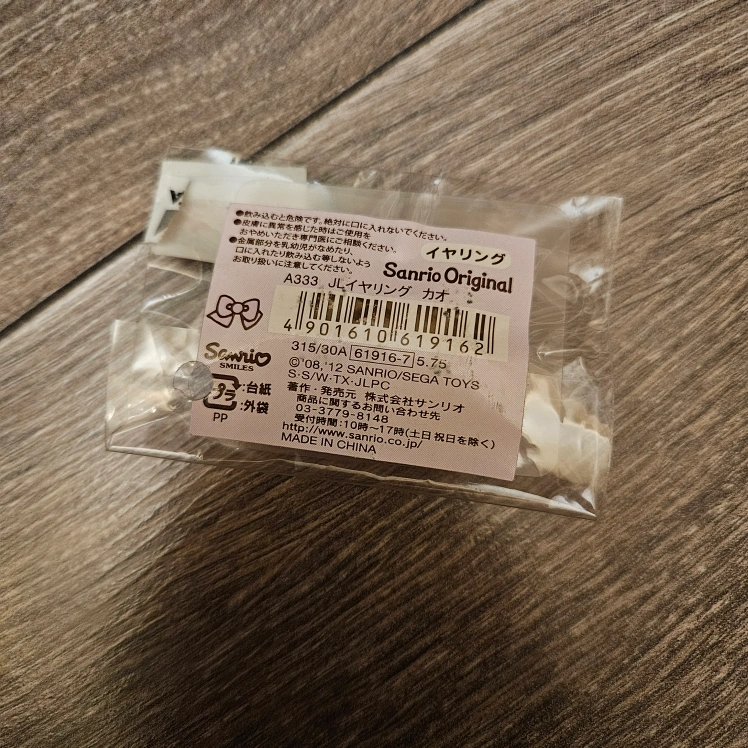 ●飲み込むと危険です。絶対に口に入れないでください。
●皮膚に異常を感じた時はご使用を
おやめいただき専門医にご相談ください。
●金属部分を乳幼児がなめたり、
口に入れたり飲み込む等しないよう
お取り扱いに注意してください。
イヤリング
Sanrio Original
A333 JLイヤリング カオ
4 901610 619162
315/30A 61916-7 5.75
©'08,'12 SANRIO/SEGA TOYS
S・S/W・TX・JLPC
Sanrio
SMILES
著作・発売元 株式会社サンリオ
商品に関するお問い合わせ先
03-3779-8148
受付時間:10時〜17時(土日祝日を除く)
http://www.sanrio.co.jp/
MADE IN CHINA
プラ
:台紙
:外袋
PP